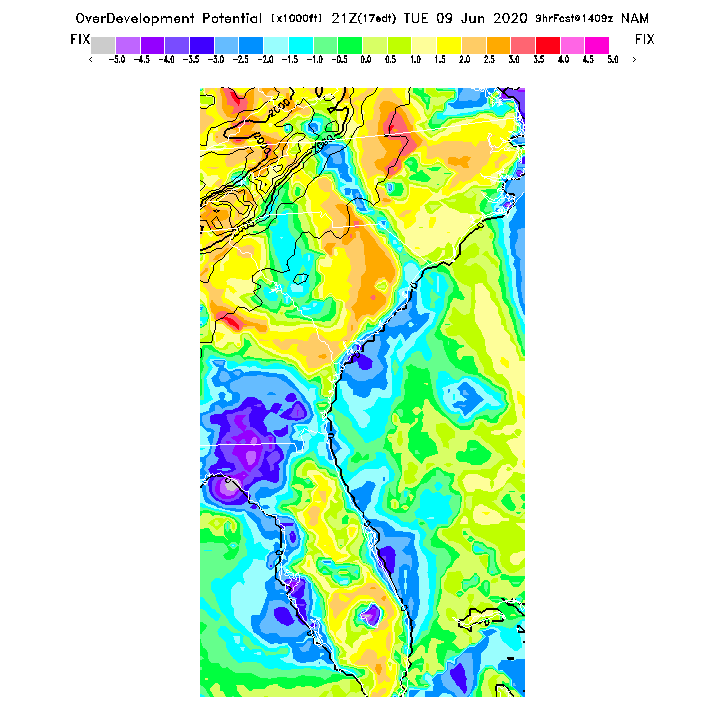 OverDevelopment Potential [x1000ft] 21Z(17edt) TUE 09 Jun 2020 9hrFcst@1409z NAM
FIX FIX
< -5.0 -4.5 -4.0 -3.5 -3.0 -2.5 -2.0 -1.5 -1.0 -0.5 0.0 0.5 1.0 1.5 2.0 2.5 3.0 3.5 4.0 4.5 5.0 >
2000
2000